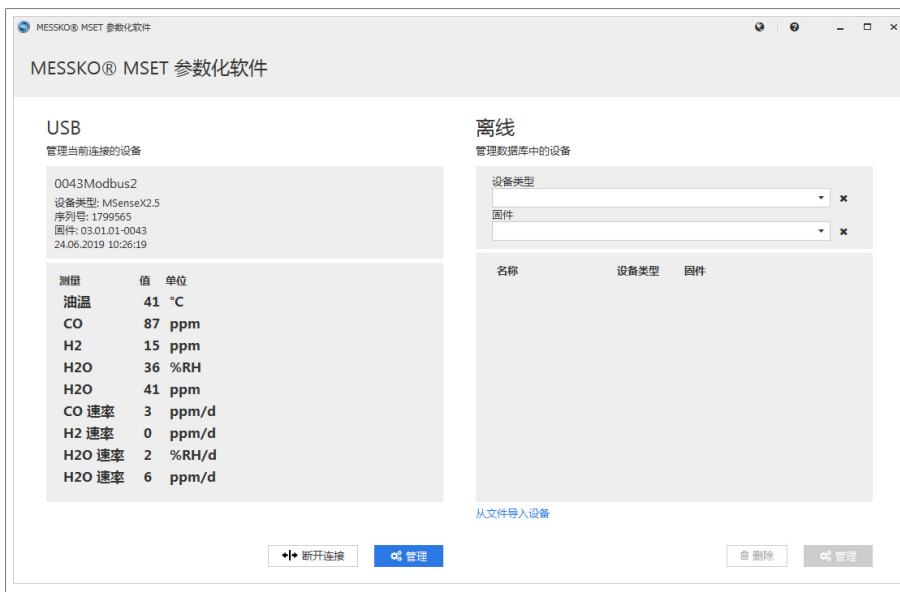 MESSKO® MSET 参数化软件
MESSKO® MSET 参数化软件
USB
管理当前连接的设备
0043Modbus2
设备类型: MSenseX2.5
序列号: 1799565
固件: 03.01.01-0043
24.06.2019 10:26:19
测量 值 单位
油温 41 °C
CO 87 ppm
H2 15 ppm
H2O 36 %RH
H2O 41 ppm
CO 速率 3 ppm/d
H2 速率 0 ppm/d
H2O 速率 2 %RH/d
H2O 速率 6 ppm/d
断开连接
管理
离线
管理数据库中的设备
设备类型
固件
名称 设备类型 固件
从文件导入设备
删除
管理